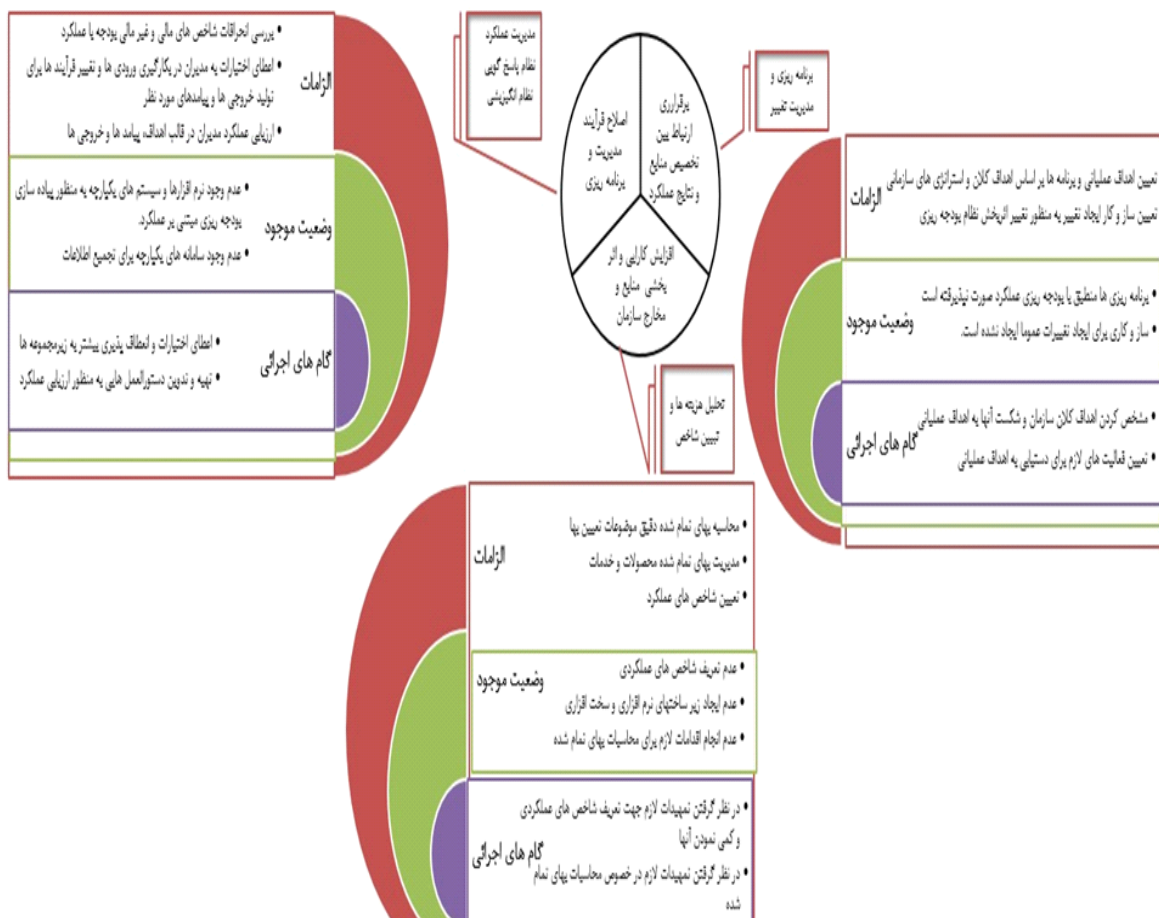 برنامه ریزی و
مدیریت تغییر
مدیریت عملکرد
نظام پاسخ گویی
نظام انگیزشی
برقرارری
ارتباط بین
تخصیص منابع
و نتایج عملکرد
اصلاح فرآیند
مدیریت و
برنامه ریزی
افزایش کارایی و اثر
بخشی منابع و
مخارج سازمان
تحلیل هزینه ها و
تبیین شاخص
الزامات
تعیین اهداف عملیاتی و برنامه ها بر اساس اهداف کلان و استراتژی های سازمانی
تعیین ساز و کار ایجاد تغییر به منظور تغییر اثربخش نظام بودجه ریزی
وضعیت موجود
• برنامه ریزی ها منطبق با بودجه ریزی عملکرد صورت نپذیرفته است
• ساز و کاری برای ایجاد تغییرات عموما ایجاد نشده است.
گام های اجرائی
• مشخص کردن اهداف کلان سازمان و شکست آنها به اهداف عملیاتی
• تعیین فعالیت های لازم برای دستیابی به اهداف عملیاتی
الزامات
• بررسی انحرافات شاخص های مالی و غیر مالی بودجه با عملکرد
• اعطای اختیارات به مدیران در بکارگیری ورودی ها و تغییر فرآیند ها برای
تولید خروجی ها و پیامدهای مورد نظر
• ارزیابی عملکرد مدیران در قالب اهداف، پیامد ها و خروجی ها
وضعیت موجود
• عدم وجود نرم افزارها و سیستم های یکپارچه به منظور پیاده سازی
بودجه ریزی مبتنی بر عملکرد.
• عدم وجود سامانه های یکپارچه برای تجمیع اطلاعات
گام های اجرائی
• اعطای اختیارات و انعطاف پذیری بیشتر به زیرمجموعه ها
• تهیه و تدوین دستورالعمل هایی به منظور ارزیابی عملکرد
الزامات
• محاسبه بهای تمام شده دقیق موضوعات تعیین بها
• مدیریت بهای تمام شده محصولات و خدمات
• تعیین شاخص های عملکرد
وضعیت موجود
• عدم تعریف شاخص های عملکردی
• عدم ایجاد زیر ساختهای نرم افزاری و سخت افزاری
• عدم انجام اقدامات لازم برای محاسبات بهای تمام شده
گام های اجرائی
• در نظر گرفتن تمهیدات لازم جهت تعریف شاخص های عملکردی
و کمی نمودن آنها
• در نظر گرفتن تمهیدات لازم در خصوص محاسبات بهای تمام
شده